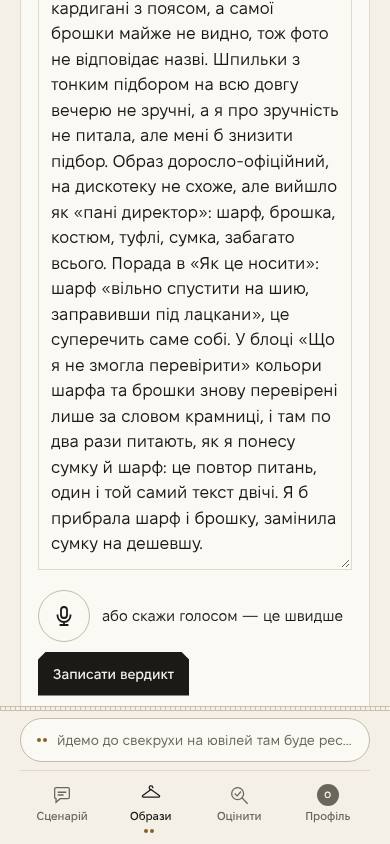 кардигані з поясом, а самої
брошки майже не видно, тож фото
не відповідає назві. Шпильки з
тонким підбором на всю довгу
вечерю не зручні, а я про зручність
не питала, але мені б знизити
підбор. Образ доросло-офіційний,
на дискотеку не схоже, але вийшло
як «пані директор»: шарф, брошка,
костюм, туфлі, сумка, забагато
всього. Порада в «Як це носити»:
шарф «вільно спустити на шию,
заправивши під лацкани», це
суперечить саме собі. У блоці «Що
я не змогла перевірити» кольори
шарфа та брошки знову перевірені
лише за словом крамниці, і там по
два рази питають, як я понесу
сумку й шарф: це повтор питань,
один і той самий текст двічі. Я б
прибрала шарф і брошку, замінила
сумку на дешевшу.
або скажи голосом — це швидше
Записати вердикт
йдемо до свекрухи на ювілей там буде рес...
Сценарій
Образи
Оцінити
О
Профіль